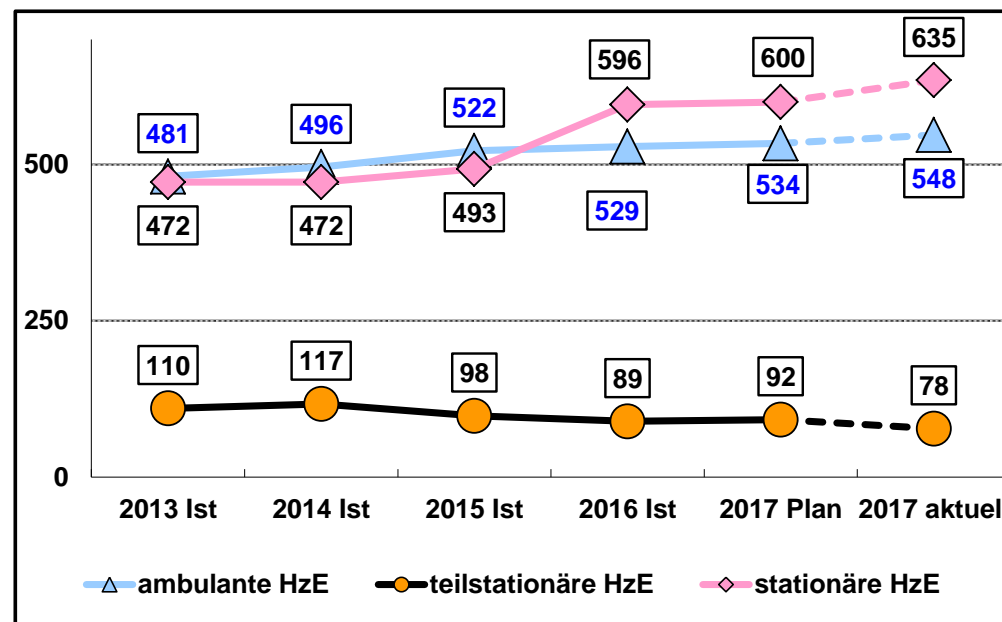 635
596
600
522
496
481
500
548
534
529
493
472
472
250
110
117
98
89
92
78
0
2013 Ist
2014 Ist
2015 Ist
2016 Ist
2017 Plan
2017 aktuel
ambulante HzE
teilstationäre HzE
stationäre HzE